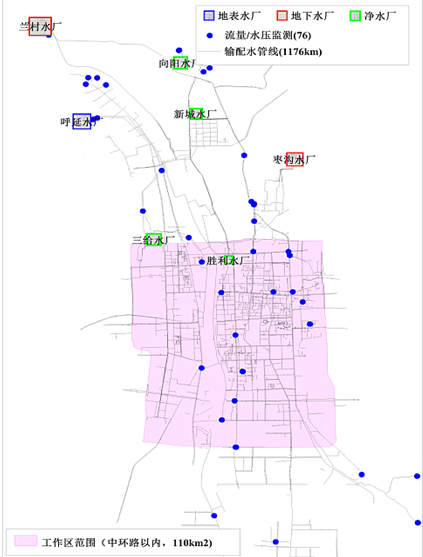 地表水厂 地下水厂 净水厂
流量/水压监测(76)
输配水管线(1176km)
兰村水厂
向阳水厂
新城水厂
呼延水厂
枣沟水厂
三给水厂
胜利水厂
工作区范围（中环路以内，110km2)